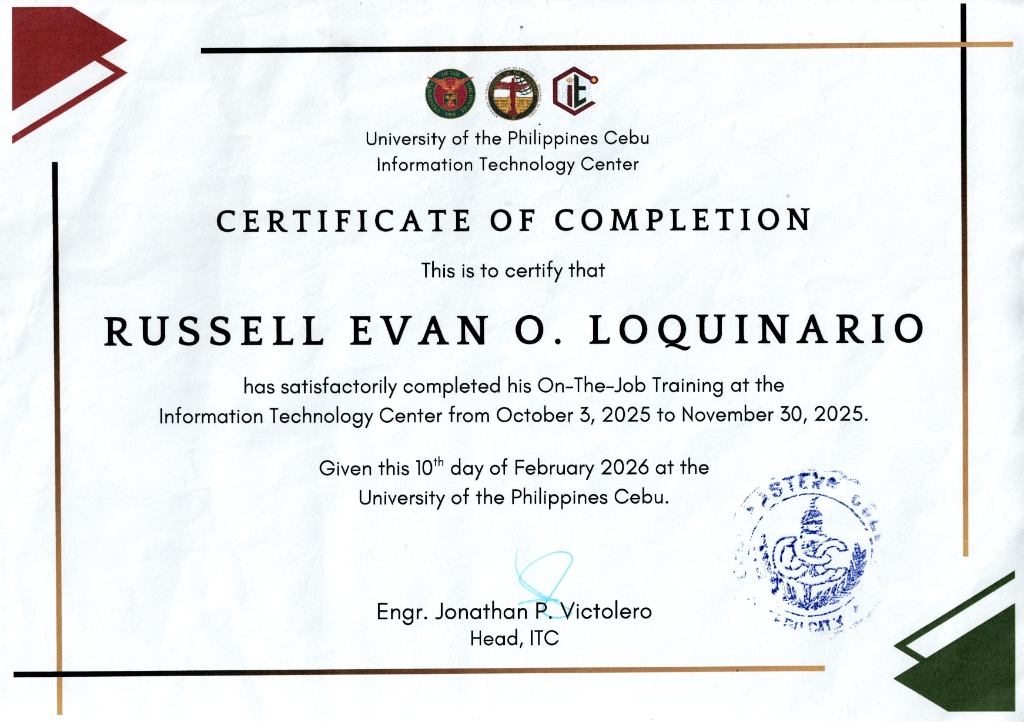 University of the Philippines Cebu
Information Technology Center
CERTIFICATE OF COMPLETION
This is to certify that
RUSSELL EVAN O. LOQUINARIO
has satisfactorily completed his On-The-Job Training at the
Information Technology Center from October 3, 2025 to November 30, 2025.
Given this 10th day of February 2026 at the
University of the Philippines Cebu.
Engr. Jonathan P. Victolero
Head, ITC